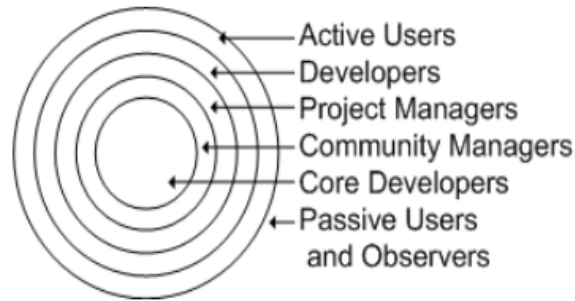 Active Users
Developers
Project Managers
Community Managers
Core Developers
Passive Users
and Observers